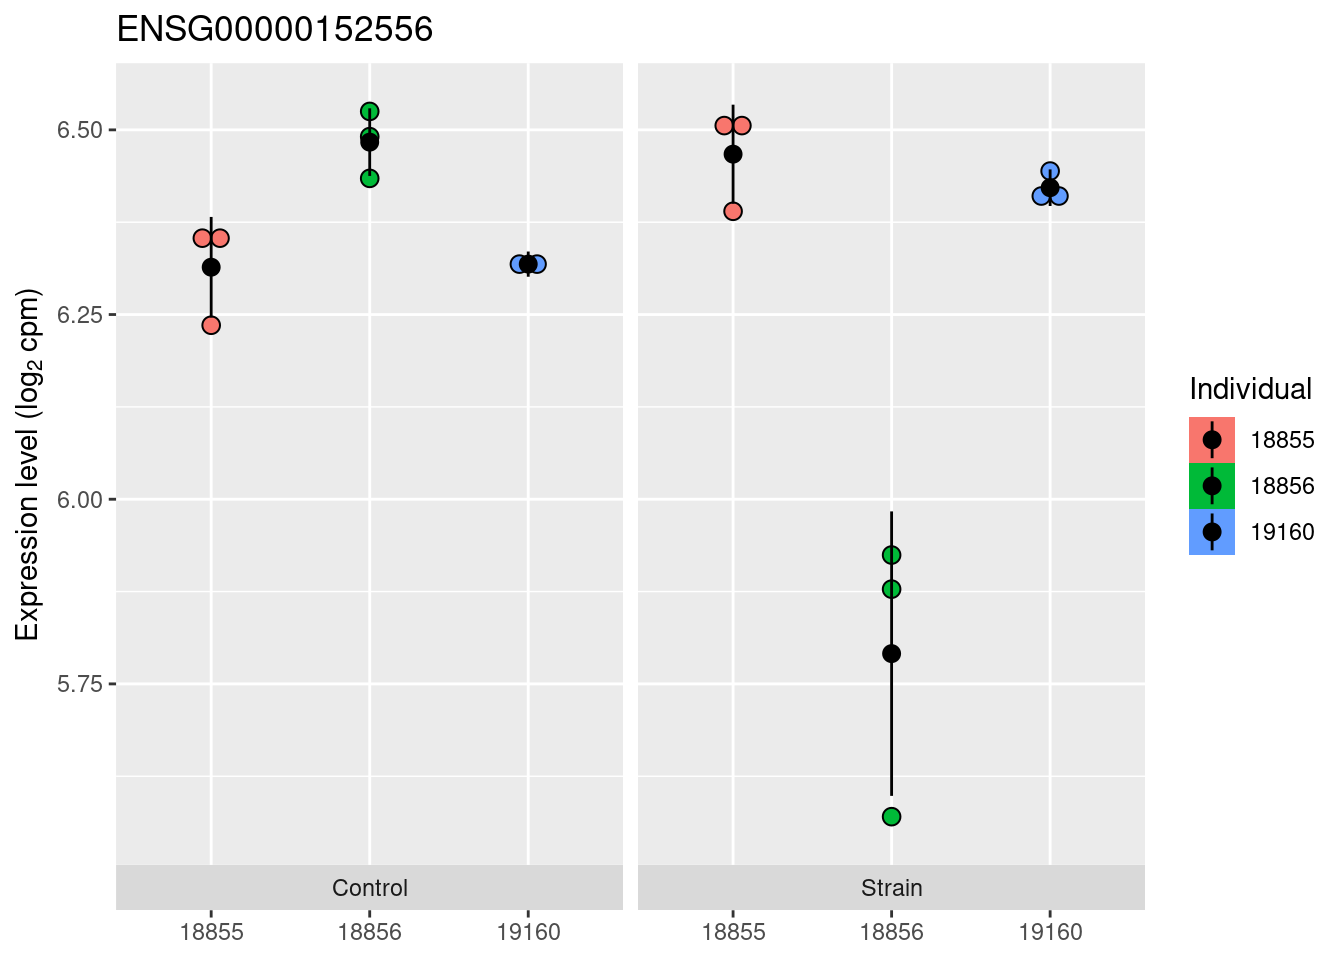 ENSG00000152556
Expression level (log2 cpm)
6.50
6.25
6.00
5.75
Control
Strain
18855
18856
19160
18855
18856
19160
Individual
18855
18856
19160